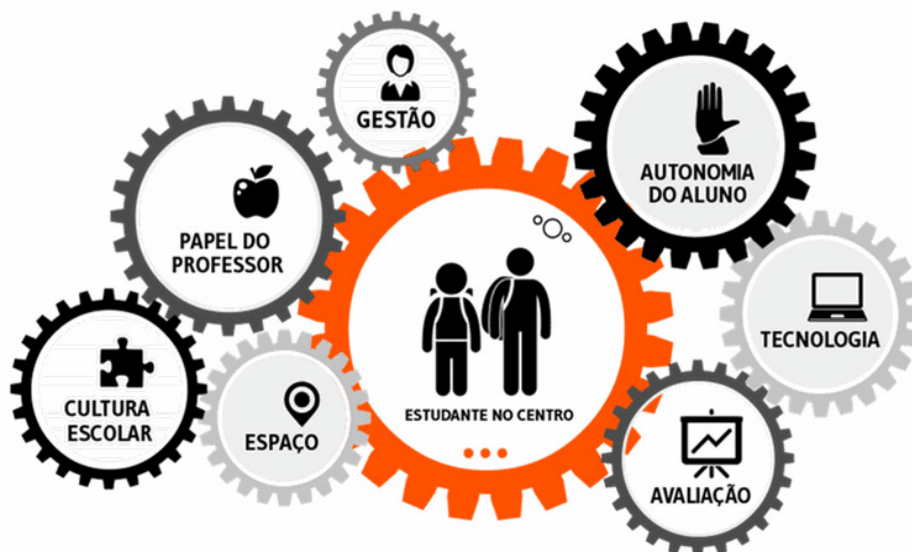 GESTÃO
AUTONOMIA
DO ALUNO
PAPEL DO
PROFESSOR
TECNOLOGIA
CULTURA
ESCOLAR
ESPAÇO
ESTUDANTE NO CENTRO
AVALIAÇÃO